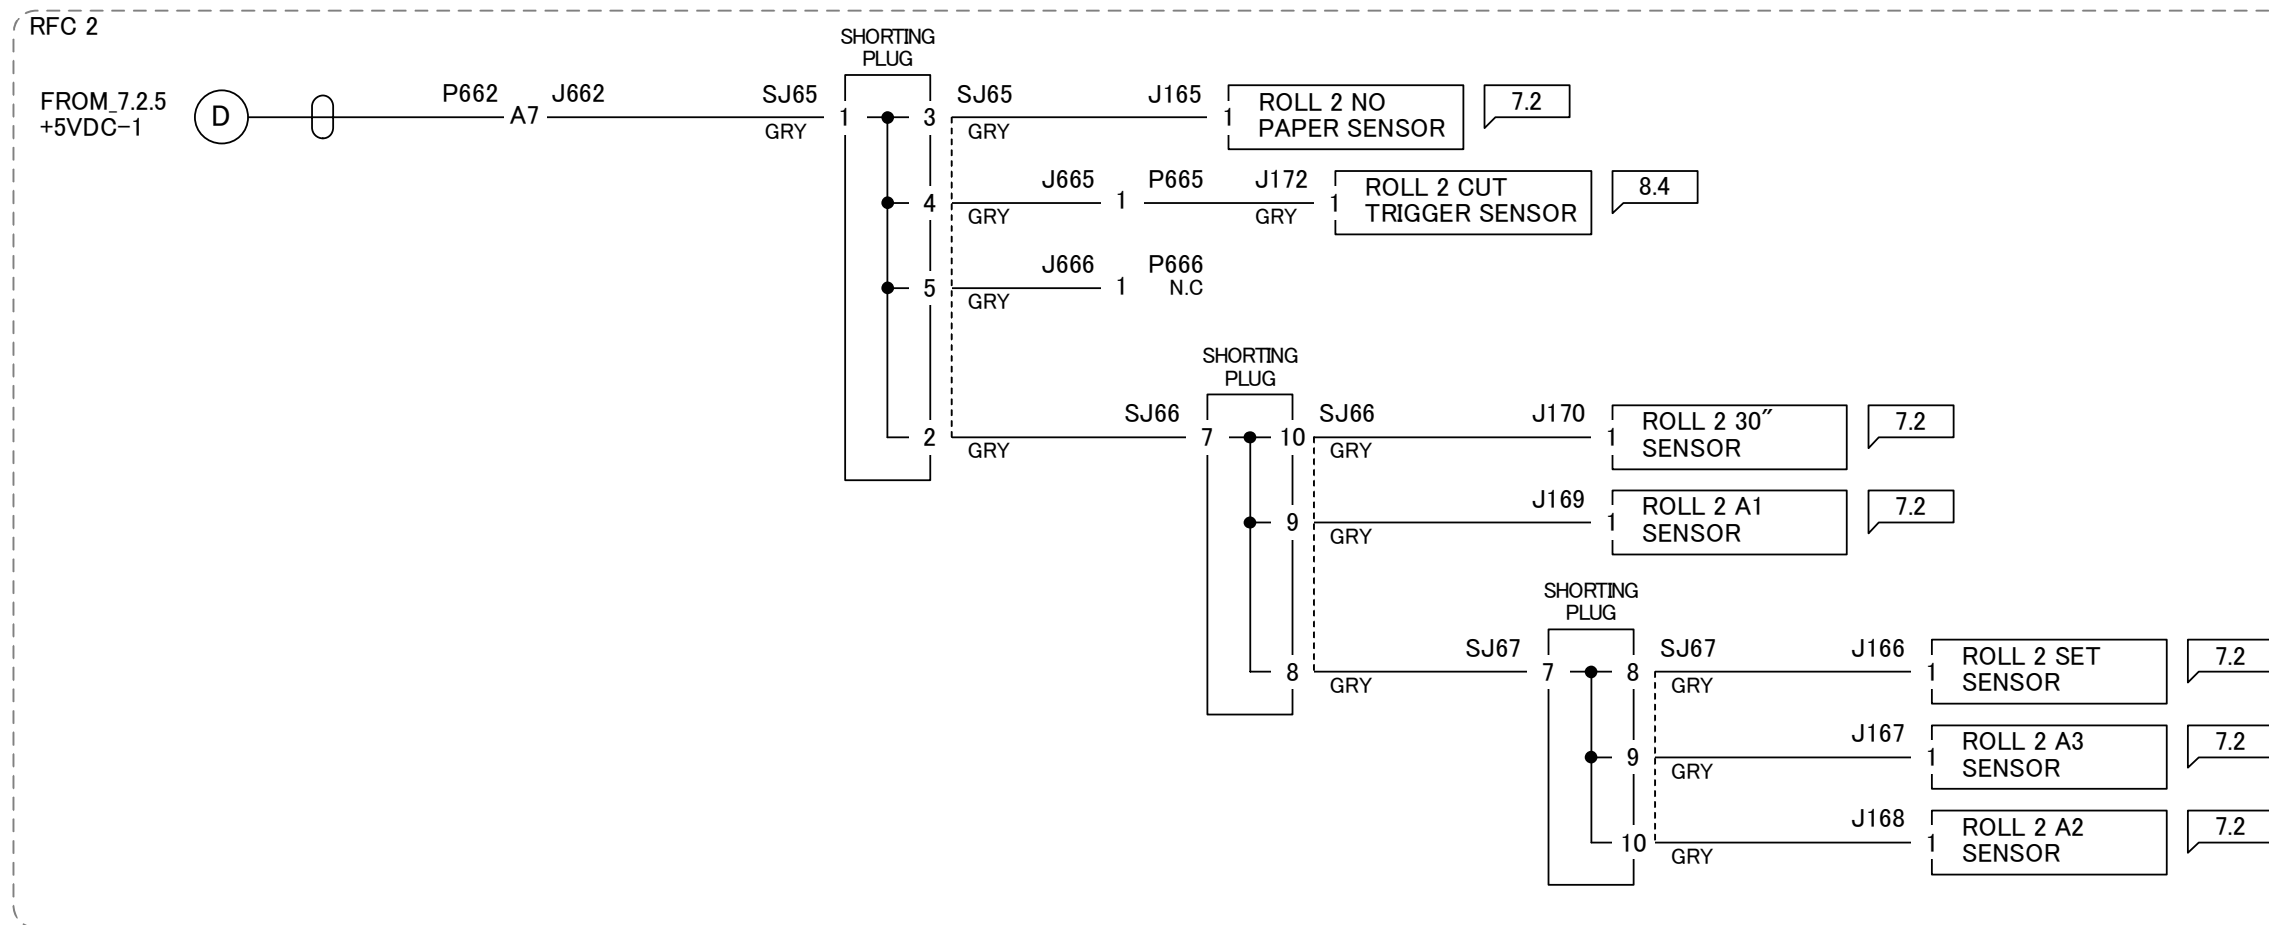 RFC 2
SHORTING
PLUG
FROM_7.2.5
+5VDC-1
D
P662
A7
J662
SJ65
GRY
1
3
SJ65
GRY
J165
1
ROLL 2 NO
PAPER SENSOR
7.2
4
GRY
J665
1
P665
J172
GRY
1
ROLL 2 CUT
TRIGGER SENSOR
8.4
5
GRY
J666
1
P666
N.C
2
GRY
SHORTING
PLUG
SJ66
7
10
SJ66
GRY
J170
1
ROLL 2 30″
SENSOR
7.2
9
GRY
J169
1
ROLL 2 A1
SENSOR
7.2
8
GRY
SHORTING
PLUG
SJ67
7
8
SJ67
GRY
J166
1
ROLL 2 SET
SENSOR
7.2
9
GRY
J167
1
ROLL 2 A3
SENSOR
7.2
10
GRY
J168
1
ROLL 2 A2
SENSOR
7.2